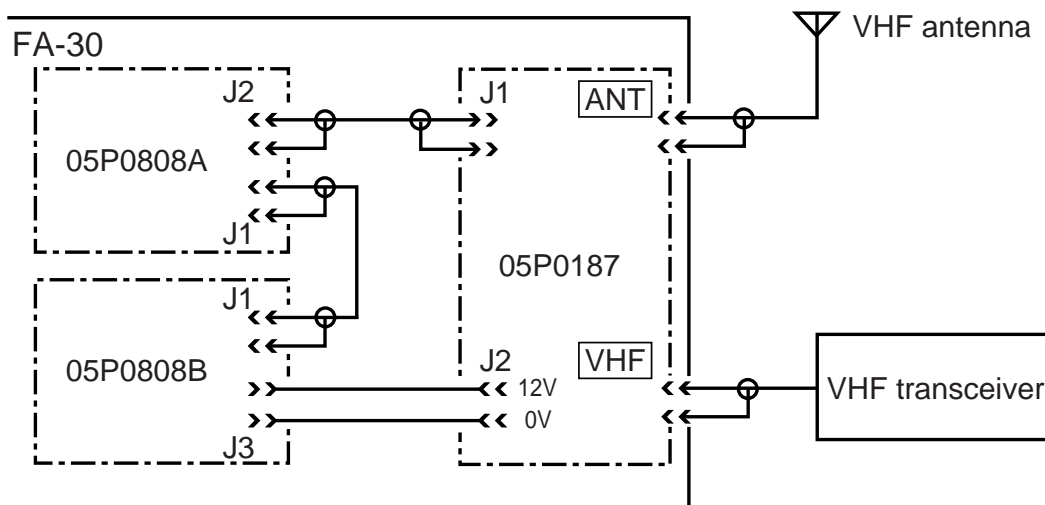 VHF antenna
FA-30
J2
J1
ANT
05P0808A
J1
05P0187
J1
05P0808B
J2
VHF
12V
VHF transceiver
0V
J3